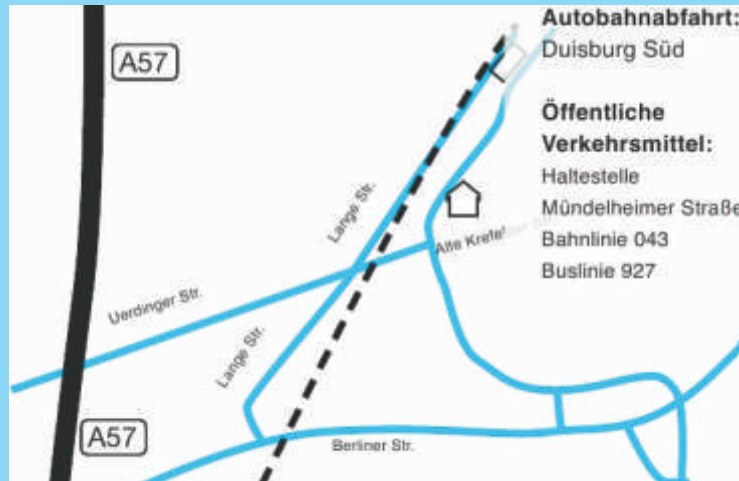 A57
Autobahnabfahrt:
Duisburg Süd
Öffentliche
Verkehrsmittel:
Haltestelle
Mündelheimer Straße
Bahnlinie 043
Buslinie 927
Lange Str.
Alte
Uerdinger Str.
Lange Str.
A57
Berliner Str.